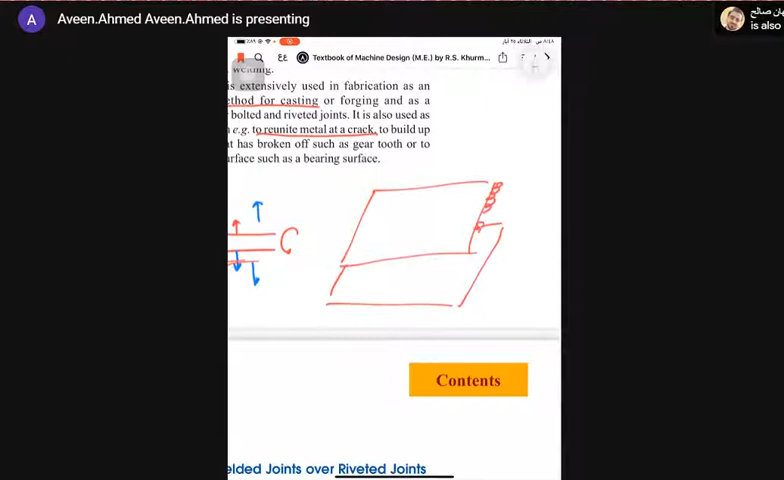 A Aveen.Ahmed Aveen.Ahmed is presenting
is also
Textbook of Machine Design (M.E.) by R.S. Khurm...
is extensively used in fabrication as an
ethod for casting or forging and as a
bolted and riveted joints. It is also used as
e.g. to reunite metal at a crack, to build up
t has broken off such as gear tooth or to
urface such as a bearing surface.
Contents
elded Joints over Riveted Joints